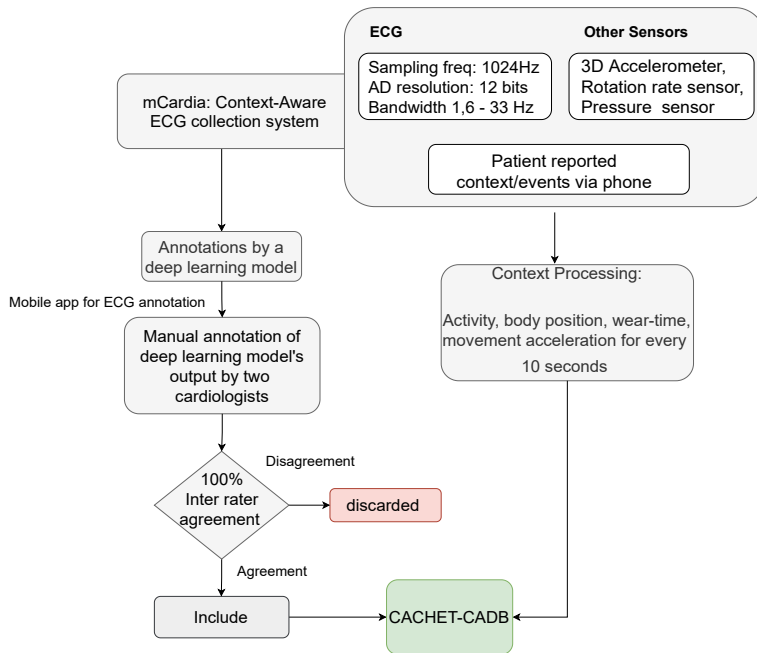 ECG
Other Sensors
Sampling freq: 1024Hz
AD resolution: 12 bits
Bandwidth 1,6 - 33 Hz
3D Accelerometer,
Rotation rate sensor,
Pressure sensor
mCardia: Context-Aware
ECG collection system
Patient reported
context/events via phone
Annotations by a
deep learning model
Context Processing:
Activity, body position, wear-time,
movement acceleration for every
10 seconds
Mobile app for ECG annotation
Manual annotation of
deep learning model's
output by two
cardiologists
100%
Inter rater
agreement
Disagreement
discarded
Agreement
Include
CACHET-CADB